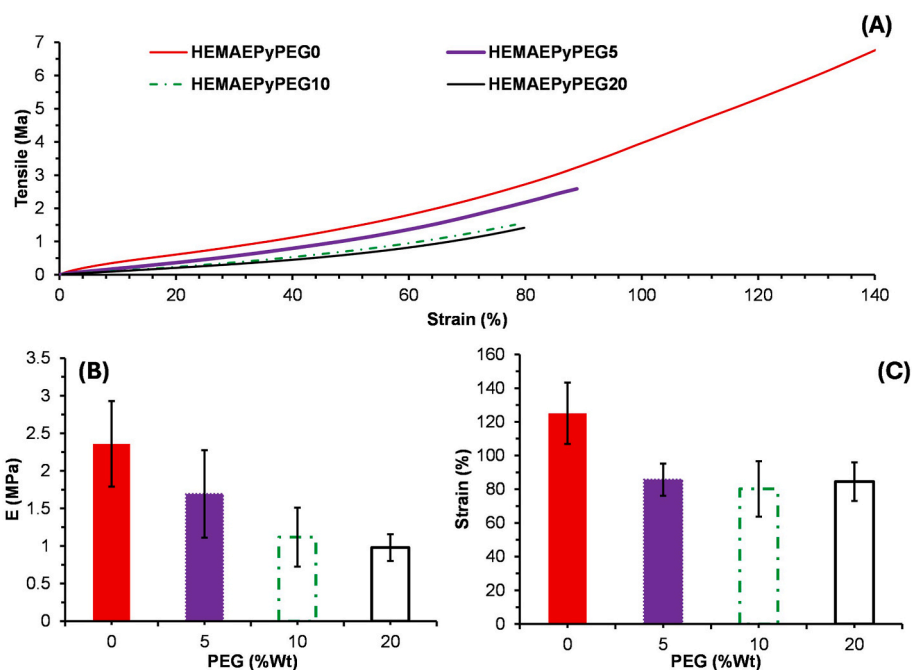 (A)
7
6
5
4
3
2
1
0
Tensile (Ma)
HEMAEPyPEG0 HEMAEPyPEG5
HEMAEPyPEG10 HEMAEPyPEG20
0 20 40 60 80 100 120 140
Strain (%)
(B)
3.5
3
2.5
2
1.5
1
0.5
0
E (MPa)
0 5 10 20
PEG (%Wt)
(C)
160
140
120
100
80
60
40
20
0
Strain (%)
0 5 10 20
PEG (%Wt)